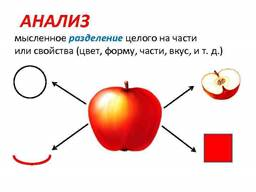 АНАЛИЗ
мысленное разделение целого на части
или свойства (цвет, форму, части, вкус, и т. д.)